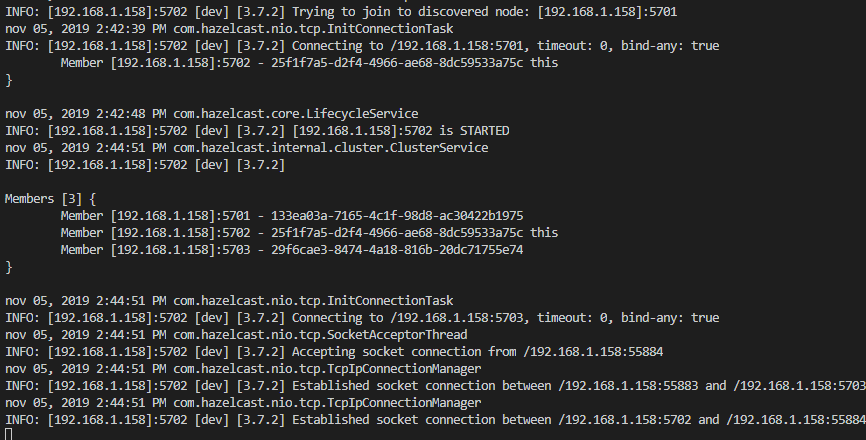 INFO: [192.168.1.158]:5702 [dev] [3.7.2] Trying to join to discovered node: [192.168.1.158]:5701
nov 05, 2019 2:42:39 PM com.hazelcast.nio.tcp.InitConnectionTask
INFO: [192.168.1.158]:5702 [dev] [3.7.2] Connecting to /192.168.1.158:5701, timeout: 0, bind-any: true
        Member [192.168.1.158]:5702 - 25f1f7a5-d2f4-4966-ae68-8dc59533a75c this
}

nov 05, 2019 2:42:48 PM com.hazelcast.core.LifecycleService
INFO: [192.168.1.158]:5702 [dev] [3.7.2] [192.168.1.158]:5702 is STARTED
nov 05, 2019 2:44:51 PM com.hazelcast.internal.cluster.ClusterService
INFO: [192.168.1.158]:5702 [dev] [3.7.2]

Members [3] {
        Member [192.168.1.158]:5701 - 133ea03a-7165-4c1f-98d8-ac30422b1975
        Member [192.168.1.158]:5702 - 25f1f7a5-d2f4-4966-ae68-8dc59533a75c this
        Member [192.168.1.158]:5703 - 29f6cae3-8474-4a18-816b-20dc71755e74
}

nov 05, 2019 2:44:51 PM com.hazelcast.nio.tcp.InitConnectionTask
INFO: [192.168.1.158]:5702 [dev] [3.7.2] Connecting to /192.168.1.158:5703, timeout: 0, bind-any: true
nov 05, 2019 2:44:51 PM com.hazelcast.nio.tcp.SocketAcceptorThread
INFO: [192.168.1.158]:5702 [dev] [3.7.2] Accepting socket connection from /192.168.1.158:55884
nov 05, 2019 2:44:51 PM com.hazelcast.nio.tcp.TcpIpConnectionManager
INFO: [192.168.1.158]:5702 [dev] [3.7.2] Established socket connection between /192.168.1.158:55883 and /192.168.1.158:5703
nov 05, 2019 2:44:51 PM com.hazelcast.nio.tcp.TcpIpConnectionManager
INFO: [192.168.1.158]:5702 [dev] [3.7.2] Established socket connection between /192.168.1.158:5702 and /192.168.1.158:55884